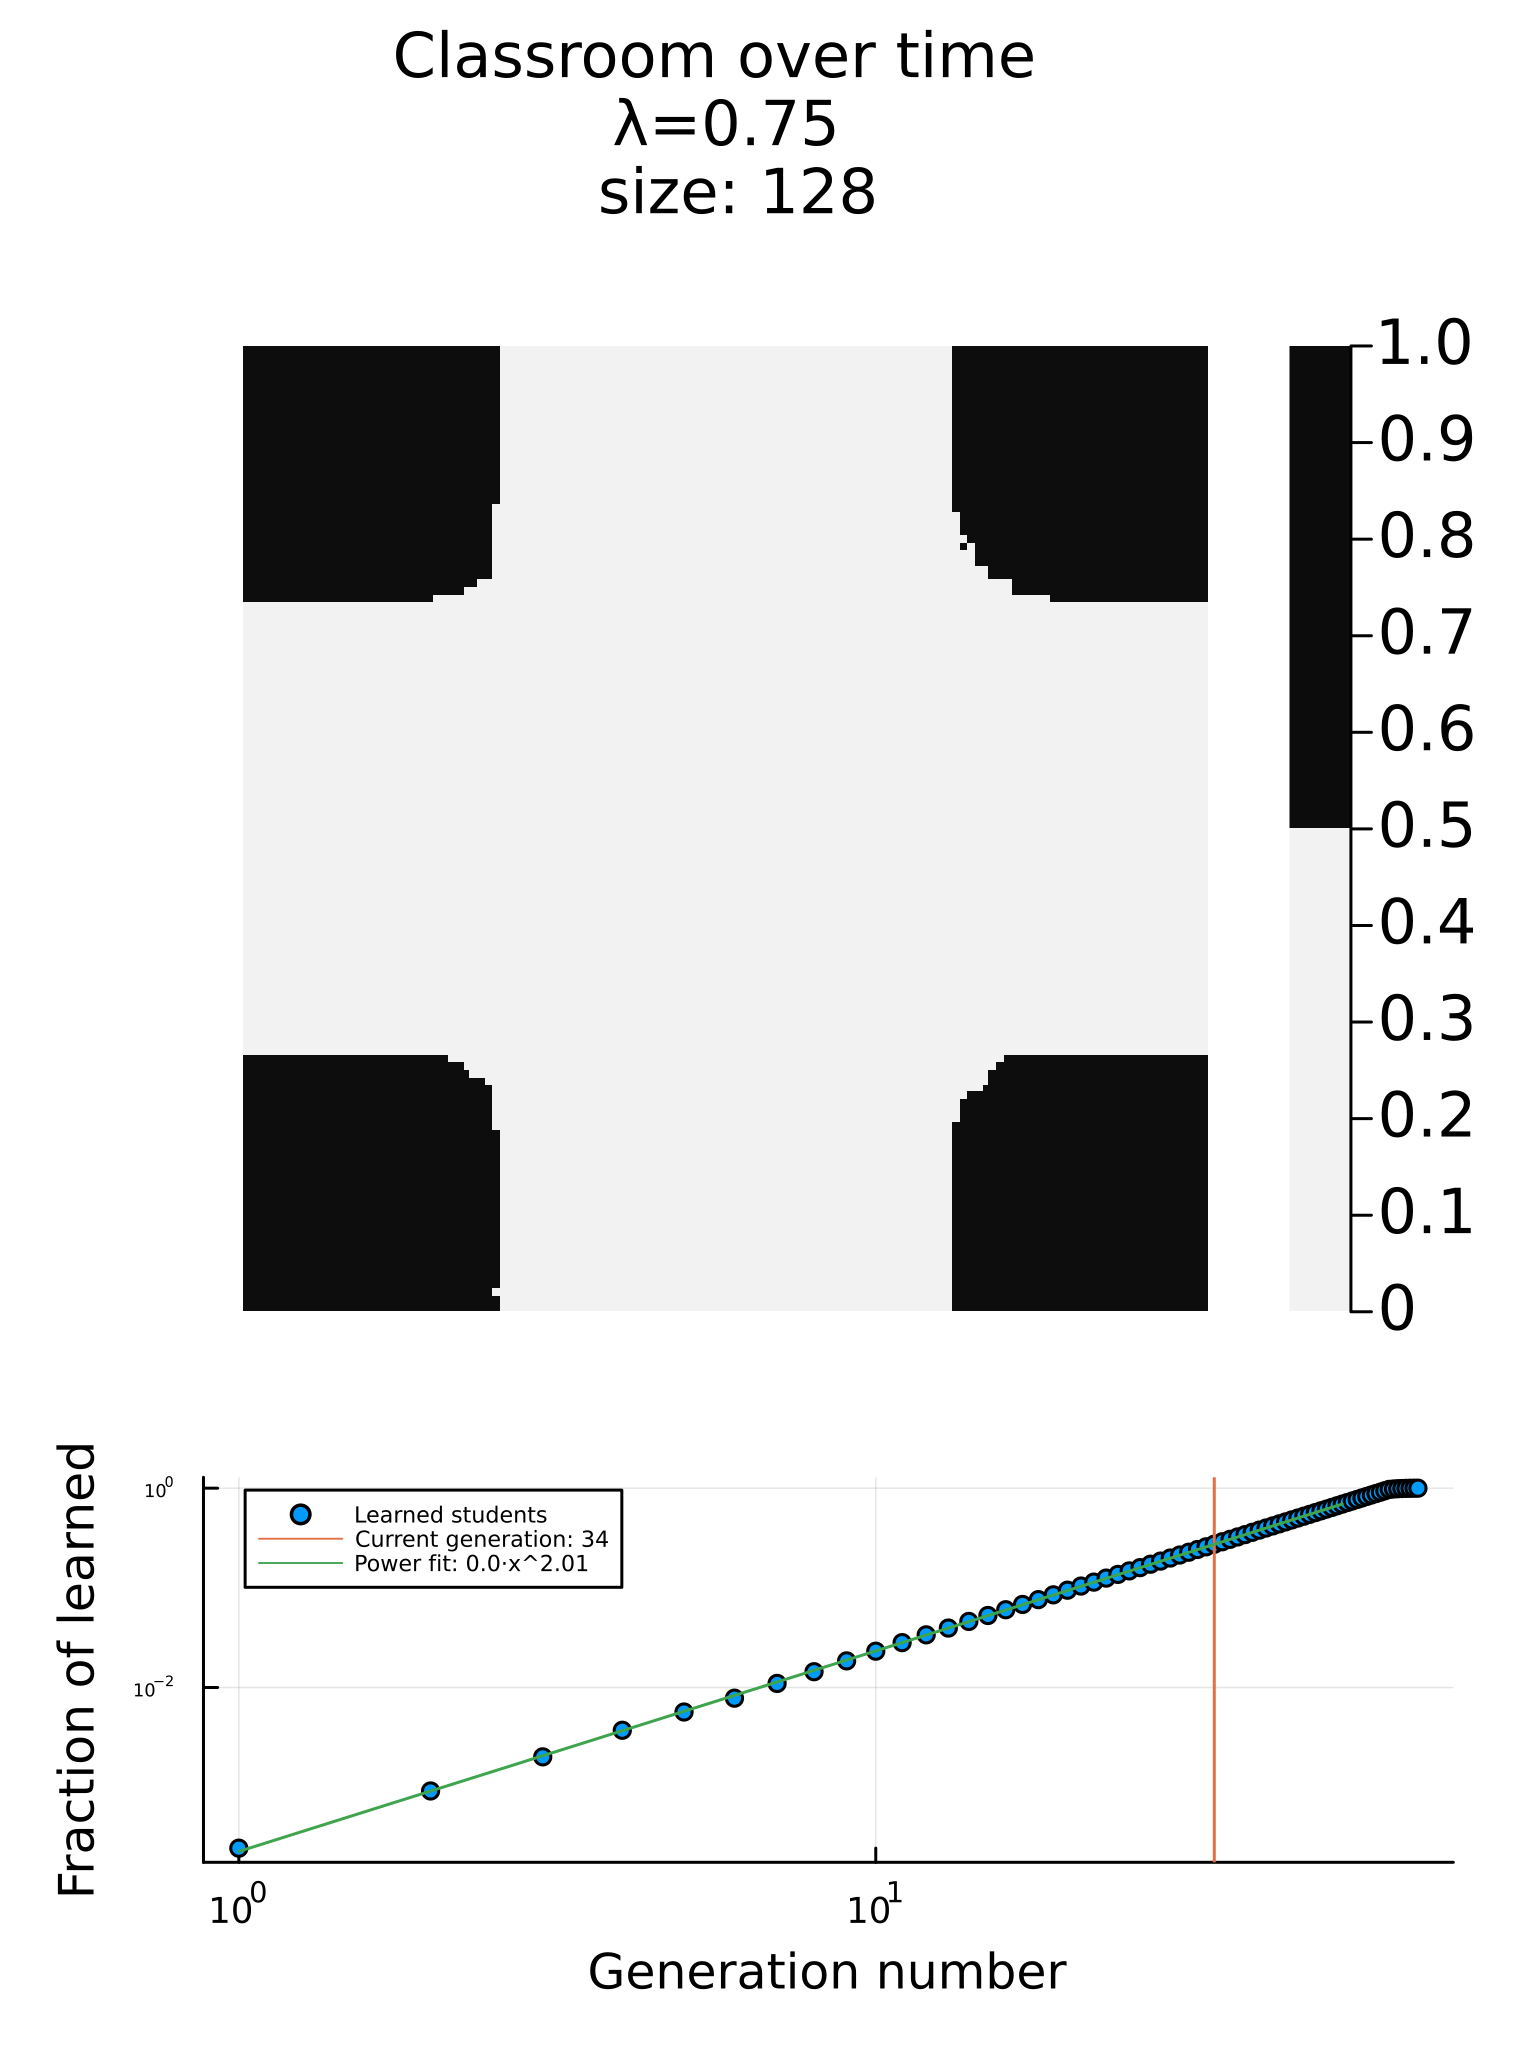 Classroom over time
λ=0.75
size: 128
1.0
0.9
0.8
0.7
0.6
0.5
0.4
0.3
0.2
0.1
0
Fraction of learned
10^0
10^-2
Learned students
Current generation: 34
Power fit: 0.0·x^2.01
10^0
10^1
Generation number